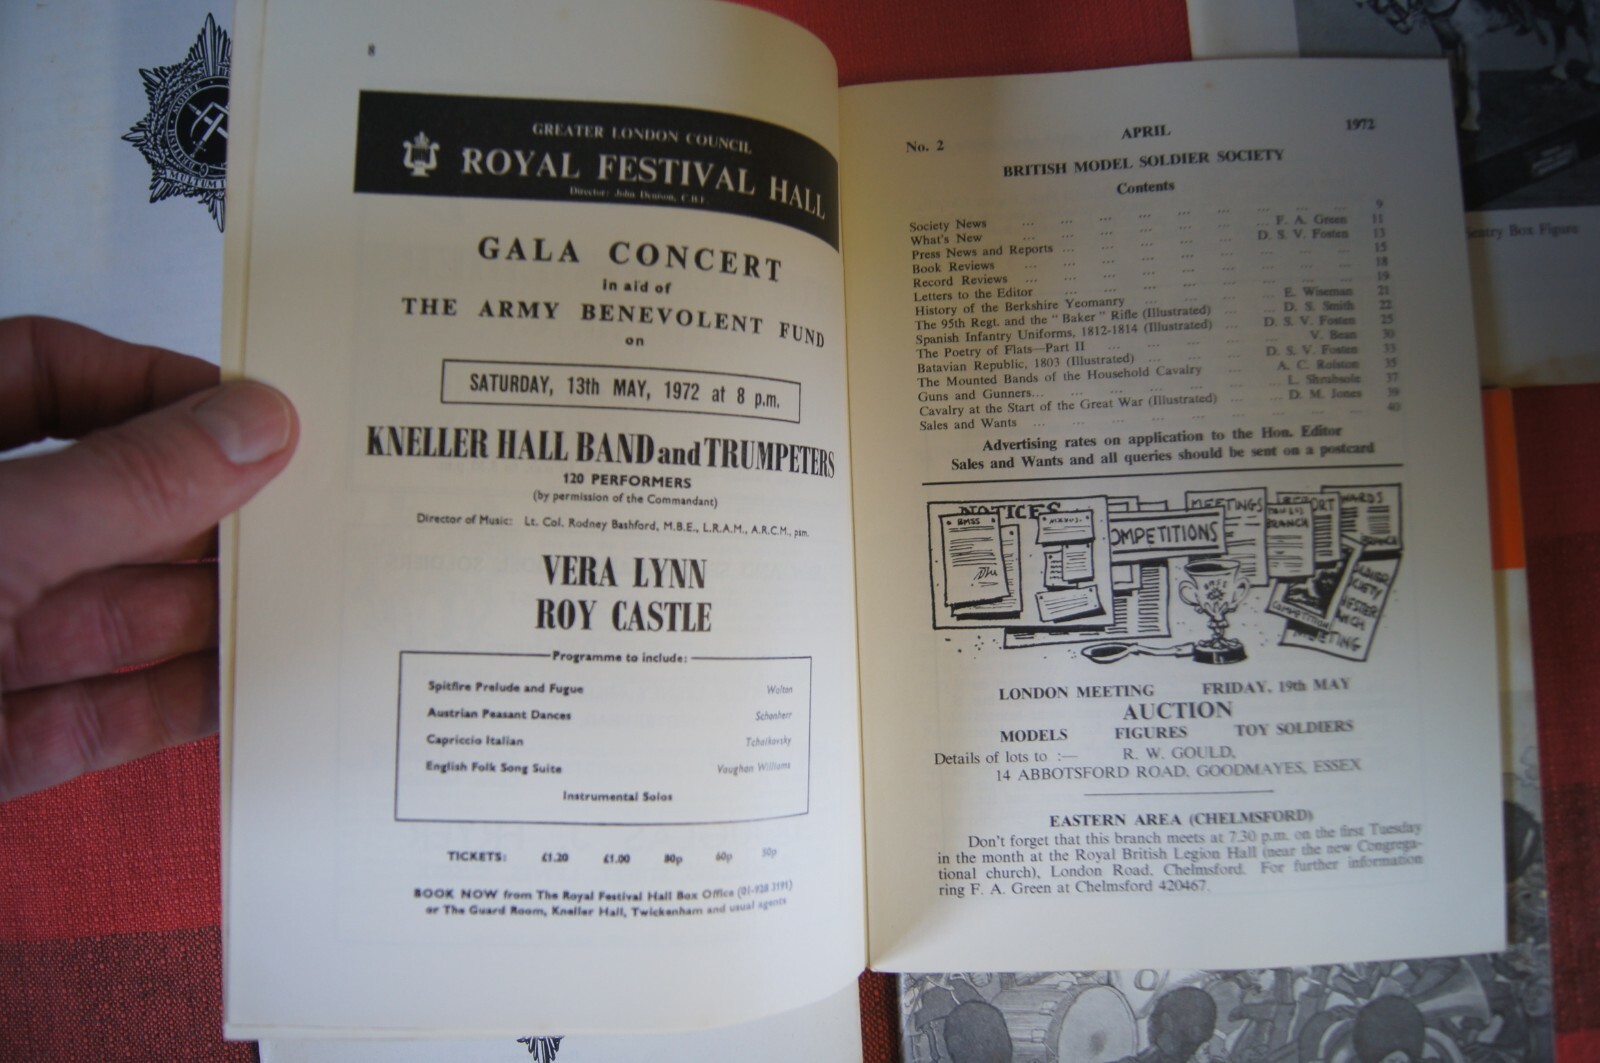 8
GREATER LONDON COUNCIL
ROYAL FESTIVAL HALL
Director: John Denison, C.B.E.
GALA CONCERT
in aid of
THE ARMY BENEVOLENT FUND
on
SATURDAY, 13th MAY, 1972 at 8 p.m.
KNELLER HALL BAND and TRUMPETERS
120 PERFORMERS
(by permission of the Commandant)
Director of Music: Lt. Col. Rodney Bashford, M.B.E., L.R.A.M., A.R.C.M., psm.
VERA LYNN
ROY CASTLE
Programme to include:
Spitfire Prelude and Fugue Walton
Austrian Peasant Dances Schonherr
Capriccio Italian Tchaikovsky
English Folk Song Suite Vaughan Williams
Instrumental Solos
TICKETS: £1.20 £1.00 80p 60p 50p
BOOK NOW from The Royal Festival Hall Box Office (01-928 3191)
or The Guard Room, Kneller Hall, Twickenham and usual agents
No. 2 APRIL 1972
BRITISH MODEL SOLDIER SOCIETY
Contents
Society News ... 9
What's New ... F. A. Green 11
Press News and Reports ... D. S. V. Fosten 13
Book Reviews ... 15
Record Reviews ... 18
Letters to the Editor ... 19
History of the Berkshire Yeomanry ... E. Wiseman 21
The 95th Regt. and the "Baker" Rifle (Illustrated) ... D. S. Smith 22
Spanish Infantry Uniforms, 1812-1814 (Illustrated) ... D. S. V. Fosten 25
The Poetry of Flats—Part II ... V. Bean 30
Batavian Republic, 1803 (Illustrated) ... D. S. V. Fosten 33
The Mounted Bands of the Household Cavalry ... A. C. Rolston 35
Guns and Gunners... L. Shrubsole 37
Cavalry at the Start of the Great War (Illustrated) ... D. M. Jones 39
Sales and Wants ... 40
Advertising rates on application to the Hon. Editor
Sales and Wants and all queries should be sent on a postcard
NOTICES
BMSS
COMPETITIONS
MEETINGS
BRANCH
BMSS
MEETING
LONDON MEETING FRIDAY, 19th MAY
AUCTION
MODELS FIGURES TOY SOLDIERS
Details of lots to :— R. W. GOULD,
14 ABBOTSFORD ROAD, GOODMAYES, ESSEX
EASTERN AREA (CHELMSFORD)
Don't forget that this branch meets at 7.30 p.m. on the first Tuesday
in the month at the Royal British Legion Hall (near the new Congrega-
tional church), London Road, Chelmsford. For further information
ring F. A. Green at Chelmsford 420467.
Sentry Box Figure
MODEL
MULTUM